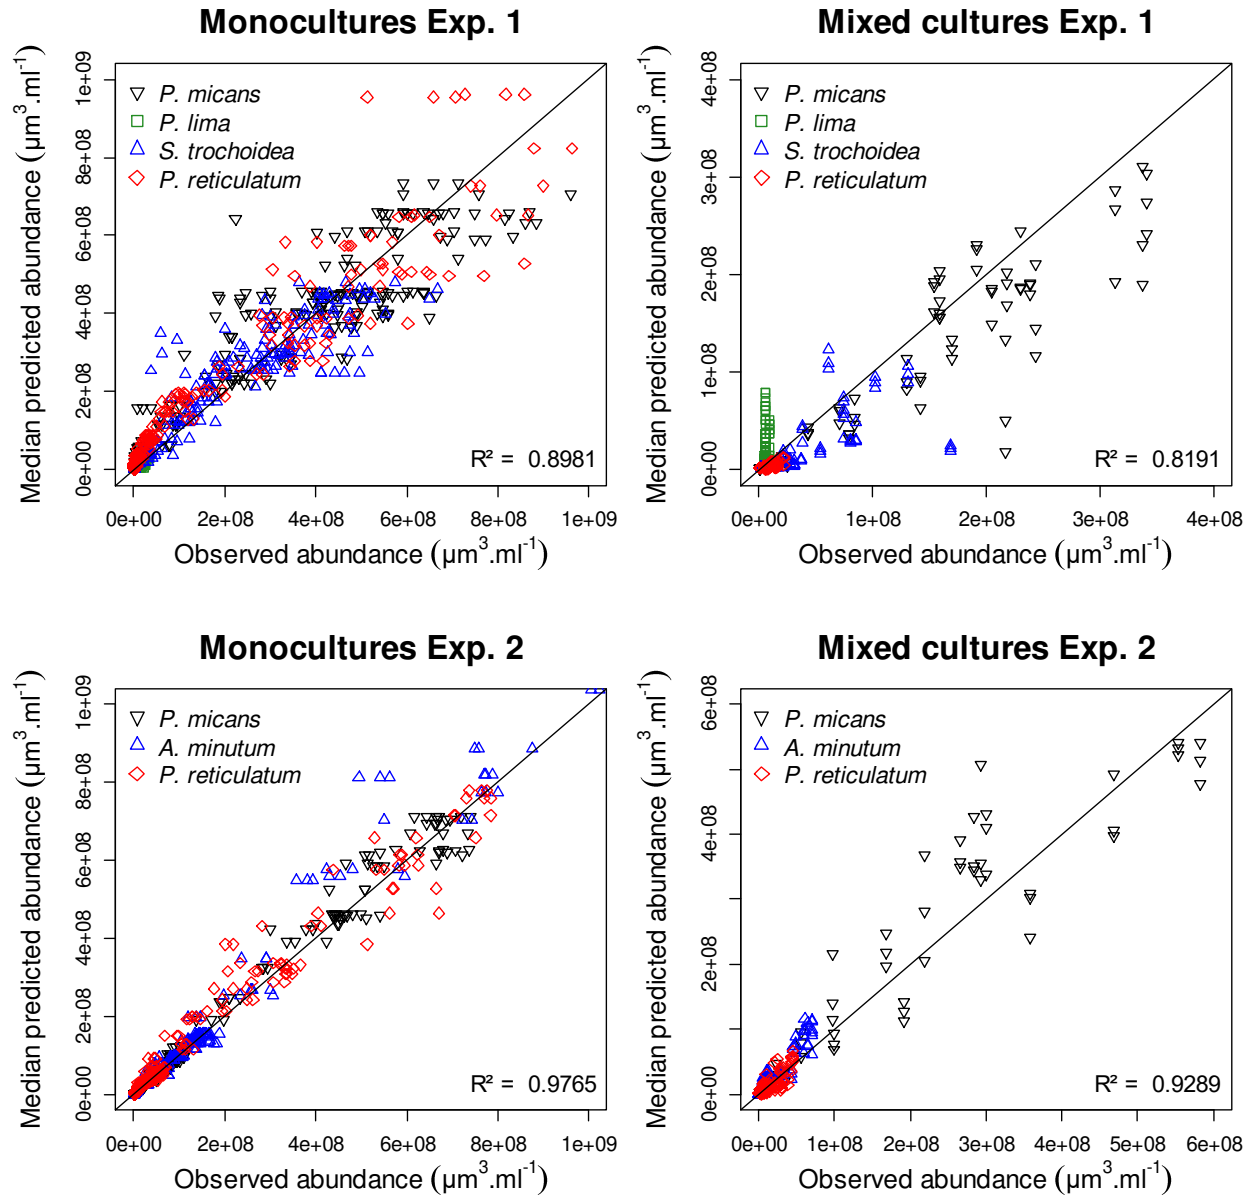 Monocultures Exp. 1
Median predicted abundance (µm³.ml⁻¹)
0e+00 2e+08 4e+08 6e+08 8e+08 1e+09
P. micans
P. lima
S. trochoidea
P. reticulatum
R² = 0.8981
0e+00 2e+08 4e+08 6e+08 8e+08 1e+09
Observed abundance (µm³.ml⁻¹)
Mixed cultures Exp. 1
Median predicted abundance (µm³.ml⁻¹)
0e+00 1e+08 2e+08 3e+08 4e+08
P. micans
P. lima
S. trochoidea
P. reticulatum
R² = 0.8191
0e+00 1e+08 2e+08 3e+08 4e+08
Observed abundance (µm³.ml⁻¹)
Monocultures Exp. 2
Median predicted abundance (µm³.ml⁻¹)
0e+00 2e+08 4e+08 6e+08 8e+08 1e+09
P. micans
A. minutum
P. reticulatum
R² = 0.9765
0e+00 2e+08 4e+08 6e+08 8e+08 1e+09
Observed abundance (µm³.ml⁻¹)
Mixed cultures Exp. 2
Median predicted abundance (µm³.ml⁻¹)
0e+00 2e+08 4e+08 6e+08
P. micans
A. minutum
P. reticulatum
R² = 0.9289
0e+00 1e+08 2e+08 3e+08 4e+08 5e+08 6e+08
Observed abundance (µm³.ml⁻¹)